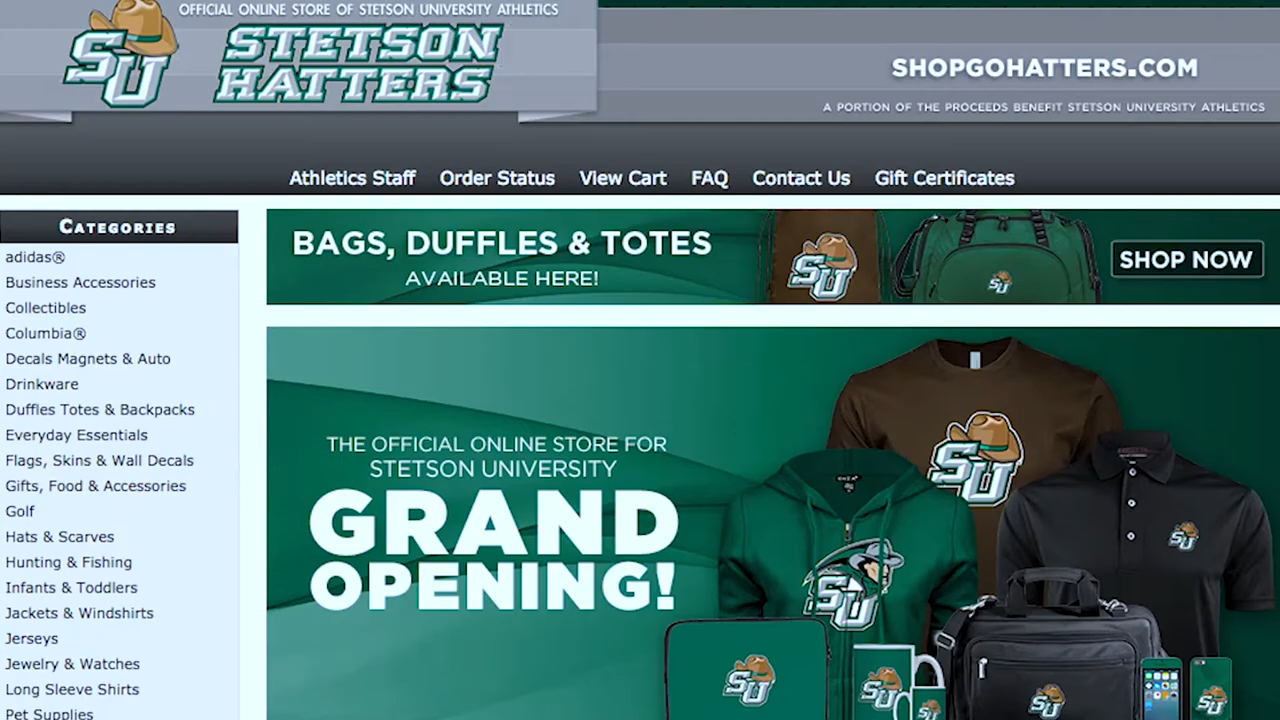 OFFICIAL ONLINE STORE OF STETSON UNIVERSITY ATHLETICS
SU
STETSON
HATTERS
SHOPGOHATTERS.COM
A PORTION OF THE PROCEEDS BENEFIT STETSON UNIVERSITY ATHLETICS
Athletics Staff Order Status View Cart FAQ Contact Us Gift Certificates
CATEGORIES
adidas®
Business Accessories
Collectibles
Columbia®
Decals Magnets & Auto
Drinkware
Duffles Totes & Backpacks
Everyday Essentials
Flags, Skins & Wall Decals
Gifts, Food & Accessories
Golf
Hats & Scarves
Hunting & Fishing
Infants & Toddlers
Jackets & Windshirts
Jerseys
Jewelry & Watches
Long Sleeve Shirts
Pet Supplies
BAGS, DUFFLES & TOTES
AVAILABLE HERE!
SU
SU
SHOP NOW
THE OFFICIAL ONLINE STORE FOR
STETSON UNIVERSITY
GRAND
OPENING!
SU
SU
SU
SU
SU
SU
SU
SU